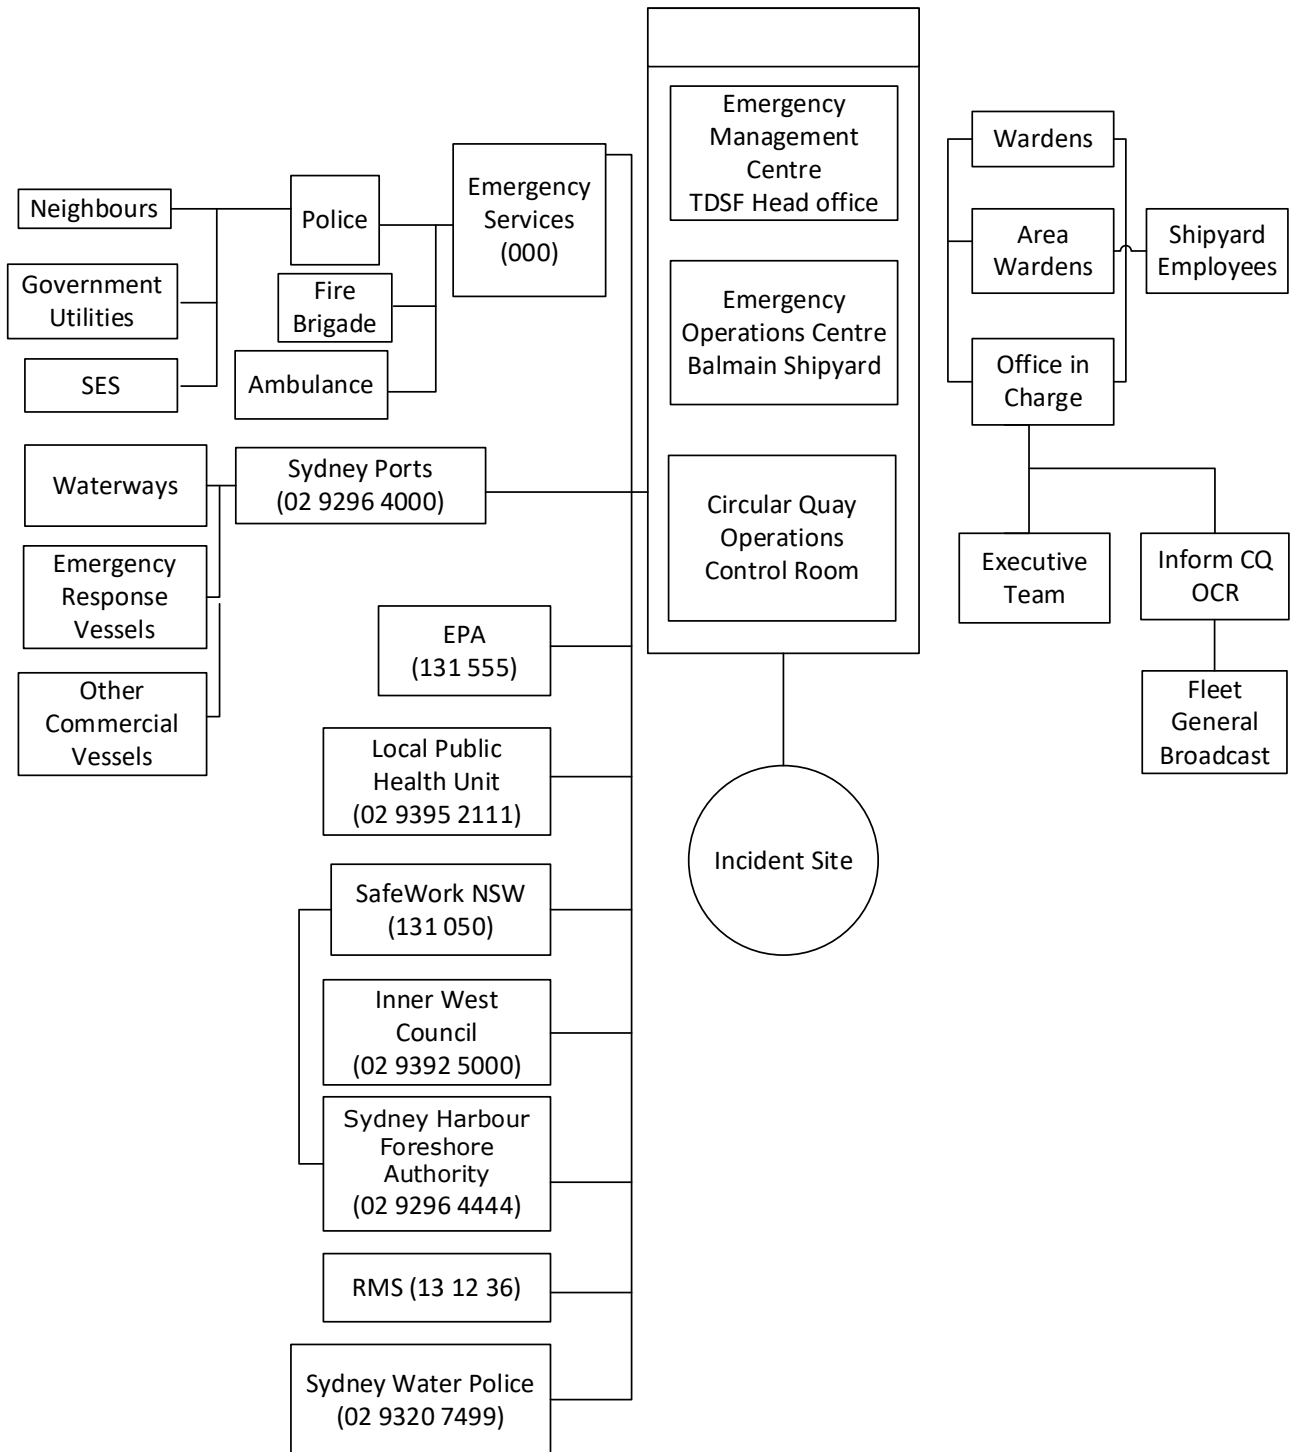 Emergency
Management
Centre
TDSF Head office
Emergency
Operations Centre
Balmain Shipyard
Circular Quay
Operations
Control Room
Incident Site
Emergency
Services
(000)
Police
Fire
Brigade
Ambulance
Neighbours
Government
Utilities
SES
Sydney Ports
(02 9296 4000)
Waterways
Emergency
Response
Vessels
Other
Commercial
Vessels
EPA
(131 555)
Local Public
Health Unit
(02 9395 2111)
SafeWork NSW
(131 050)
Inner West
Council
(02 9392 5000)
Sydney Harbour
Foreshore
Authority
(02 9296 4444)
RMS (13 12 36)
Sydney Water Police
(02 9320 7499)
Wardens
Area
Wardens
Shipyard
Employees
Office in
Charge
Executive
Team
Inform CQ
OCR
Fleet
General
Broadcast